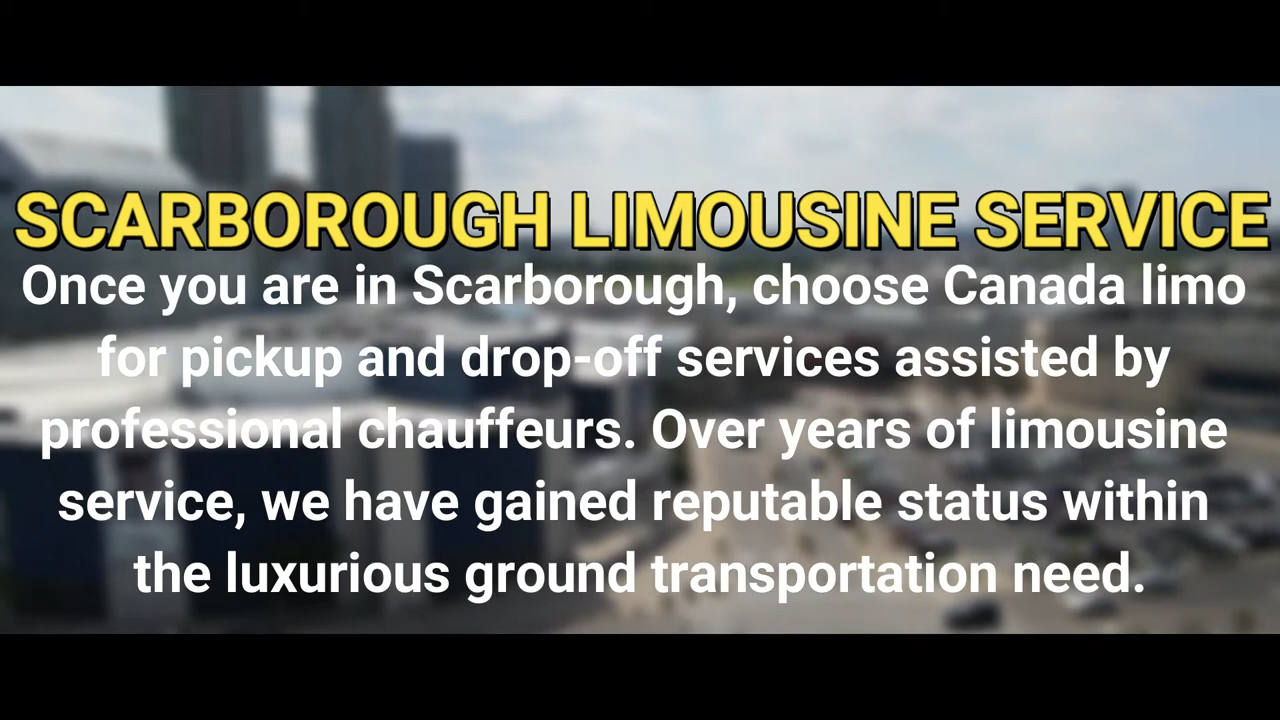 SCARBOROUGH LIMOUSINE SERVICE
Once you are in Scarborough, choose Canada limo
for pickup and drop-off services assisted by
professional chauffeurs. Over years of limousine
service, we have gained reputable status within
the luxurious ground transportation need.